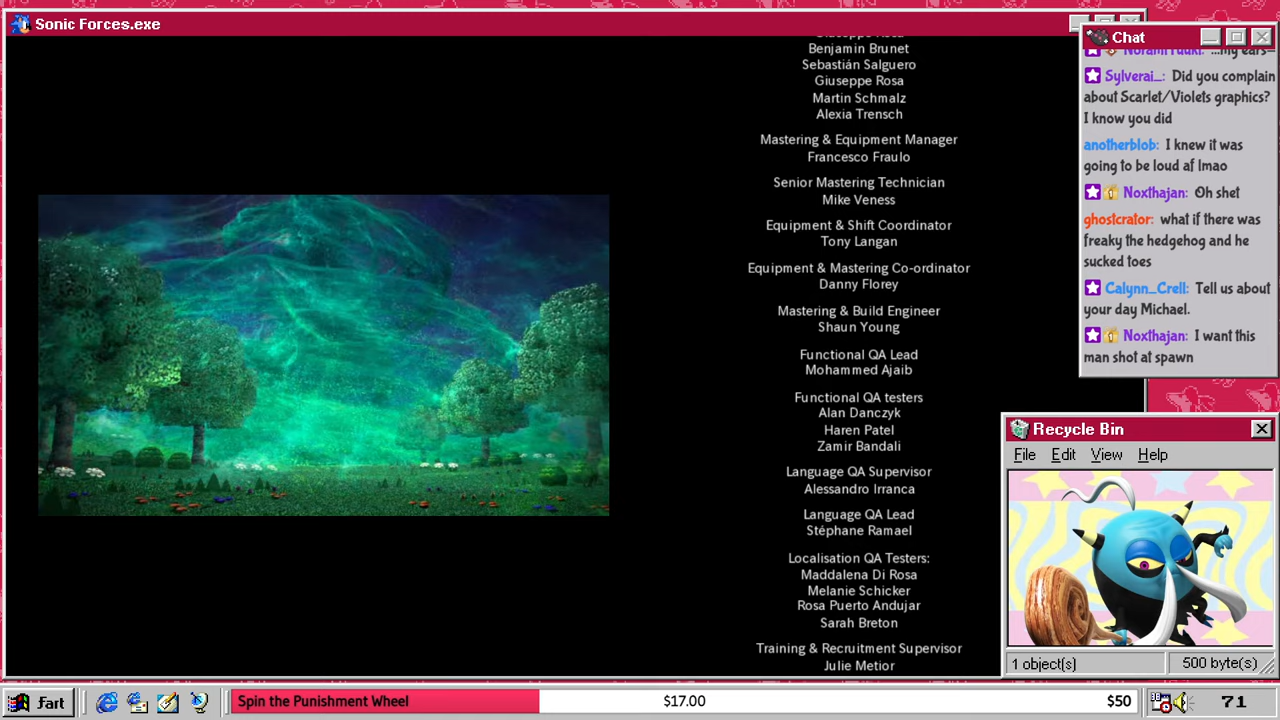 Sonic Forces.exe
Benjamin Brunet
Sebastián Salguero
Giuseppe Rosa
Martin Schmalz
Alexia Trensch
Mastering & Equipment Manager
Francesco Fraulo
Senior Mastering Technician
Mike Veness
Equipment & Shift Coordinator
Tony Langan
Equipment & Mastering Co-ordinator
Danny Florey
Mastering & Build Engineer
Shaun Young
Functional QA Lead
Mohammed Ajaib
Functional QA testers
Alan Danczyk
Haren Patel
Zamir Bandali
Language QA Supervisor
Alessandro Irranca
Language QA Lead
Stéphane Ramael
Localisation QA Testers:
Maddalena Di Rosa
Melanie Schicker
Rosa Puerto Andujar
Sarah Breton
Training & Recruitment Supervisor
Julie Metior
Chat
...my ears—
Sylverai_: Did you complain
about Scarlet/Violets graphics?
I know you did
anotherblob: I knew it was
going to be loud af lmao
Noxthajan: Oh shet
ghostcrator: what if there was
freaky the hedgehog and he
sucked toes
Calynn_Crell: Tell us about
your day Michael.
Noxthajan: I want this
man shot at spawn
Recycle Bin
File Edit View Help
1 object(s) 500 byte(s)
fart Spin the Punishment Wheel $17.00 $50 71